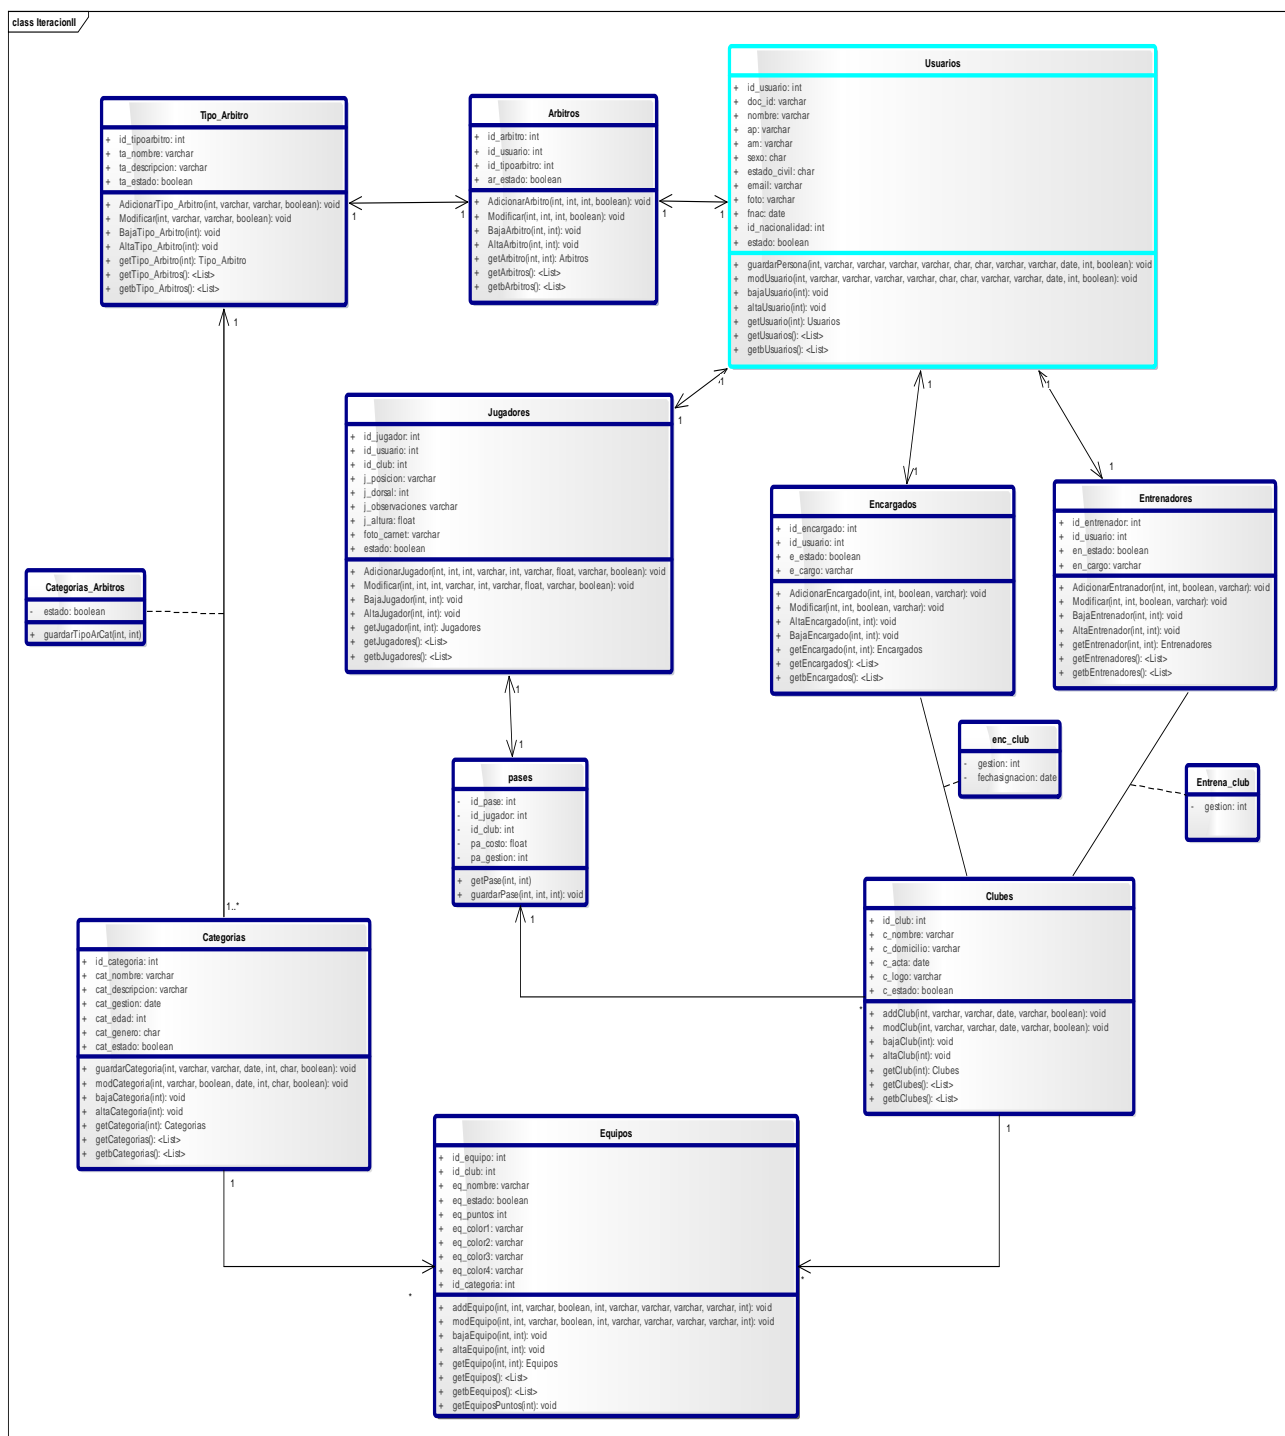 class IteracionII
Usuarios
+ id_usuario: int
+ doc_id: varchar
+ nombre: varchar
+ ap: varchar
+ am: varchar
+ sexo: char
+ estado_civil: char
+ email: varchar
+ foto: varchar
+ fnac: date
+ id_nacionalidad: int
+ estado: boolean
+ guardarPersona(int, varchar, varchar, varchar, varchar, char, char, varchar, varchar, date, int, boolean): void
+ modUsuario(int, varchar, varchar, varchar, varchar, char, char, varchar, varchar, date, int, boolean): void
+ bajaUsuario(int): void
+ altaUsuario(int): void
+ getUsuario(int): Usuarios
+ getUsuarios(): <List>
+ getbUsuarios(): <List>
Tipo_Arbitro
+ id_tipoarbitro: int
+ ta_nombre: varchar
+ ta_descripcion: varchar
+ ta_estado: boolean
+ AdicionarTipo_Arbitro(int, varchar, varchar, boolean): void
+ Modificar(int, varchar, varchar, boolean): void
+ BajaTipo_Arbitro(int): void
+ AltaTipo_Arbitro(int): void
+ getTipo_Arbitro(int): Tipo_Arbitro
+ getTipo_Arbitros(): <List>
+ getbTipo_Arbitros(): <List>
Arbitros
+ id_arbitro: int
+ id_usuario: int
+ id_tipoarbitro: int
+ ar_estado: boolean
+ AdicionarArbitro(int, int, int, boolean): void
+ Modificar(int, int, int, boolean): void
+ BajaArbitro(int, int): void
+ AltaArbitro(int, int): void
+ getArbitro(int, int): Arbitros
+ getArbitros(): <List>
+ getbArbitros(): <List>
1
1
1
1
1
1
1
1
1
1
1
Jugadores
+ id_jugador: int
+ id_usuario: int
+ id_club: int
+ j_posicion: varchar
+ j_dorsal: int
+ j_observaciones: varchar
+ j_altura: float
+ foto_carnet: varchar
+ estado: boolean
+ AdicionarJugador(int, int, int, varchar, int, varchar, float, varchar, boolean): void
+ Modificar(int, int, int, varchar, int, varchar, float, varchar, boolean): void
+ BajaJugador(int, int): void
+ AltaJugador(int, int): void
+ getJugador(int, int): Jugadores
+ getJugadores(): <List>
+ getbJugadores(): <List>
Encargados
+ id_encargado: int
+ id_usuario: int
+ e_estado: boolean
+ e_cargo: varchar
+ AdicionarEncargado(int, int, boolean, varchar): void
+ Modificar(int, int, boolean, varchar): void
+ AltaEncargado(int, int): void
+ BajaEncargado(int, int): void
+ getEncargado(int, int): Encargados
+ getEncargados(): <List>
+ getbEncargados(): <List>
Entrenadores
+ id_entrenador: int
+ id_usuario: int
+ en_estado: boolean
+ en_cargo: varchar
+ AdicionarEntranador(int, int, boolean, varchar): void
+ Modificar(int, int, boolean, varchar): void
+ BajaEntrenador(int, int): void
+ AltaEntrenador(int, int): void
+ getEntrenador(int, int): Entrenadores
+ getEntrenadores(): <List>
+ getbEntrenadores(): <List>
Categorias_Arbitros
- estado: boolean
+ guardarTipoArCat(int, int)
1
1
enc_club
- gestion: int
- fechasignacion: date
Entrena_club
- gestion: int
pases
- id_pase: int
- id_jugador: int
- id_club: int
- pa_costo: float
- pa_gestion: int
+ getPase(int, int)
+ guardarPase(int, int, int): void
1
1..*
*
Clubes
+ id_club: int
+ c_nombre: varchar
+ c_domicilio: varchar
+ c_acta: date
+ c_logo: varchar
+ c_estado: boolean
+ addClub(int, varchar, varchar, date, varchar, boolean): void
+ modClub(int, varchar, varchar, date, varchar, boolean): void
+ bajaClub(int): void
+ altaClub(int): void
+ getClub(int): Clubes
+ getClubes(): <List>
+ getbClubes(): <List>
Categorias
+ id_categoria: int
+ cat_nombre: varchar
+ cat_descripcion: varchar
+ cat_gestion: date
+ cat_edad: int
+ cat_genero: char
+ cat_estado: boolean
+ guardarCategoria(int, varchar, varchar, date, int, char, boolean): void
+ modCategoria(int, varchar, boolean, date, int, char, boolean): void
+ bajaCategoria(int): void
+ altaCategoria(int): void
+ getCategoria(int): Categorias
+ getCategorias(): <List>
+ getbCategorias(): <List>
1
1
*
*
Equipos
+ id_equipo: int
+ id_club: int
+ eq_nombre: varchar
+ eq_estado: boolean
+ eq_puntos: int
+ eq_color1: varchar
+ eq_color2: varchar
+ eq_color3: varchar
+ eq_color4: varchar
+ id_categoria: int
+ addEquipo(int, int, varchar, boolean, int, varchar, varchar, varchar, varchar, int): void
+ modEquipo(int, int, varchar, boolean, int, varchar, varchar, varchar, varchar, int): void
+ bajaEquipo(int, int): void
+ altaEquipo(int, int): void
+ getEquipo(int, int): Equipos
+ getEquipos(): <List>
+ getbEequipos(): <List>
+ getEquiposPuntos(int): void